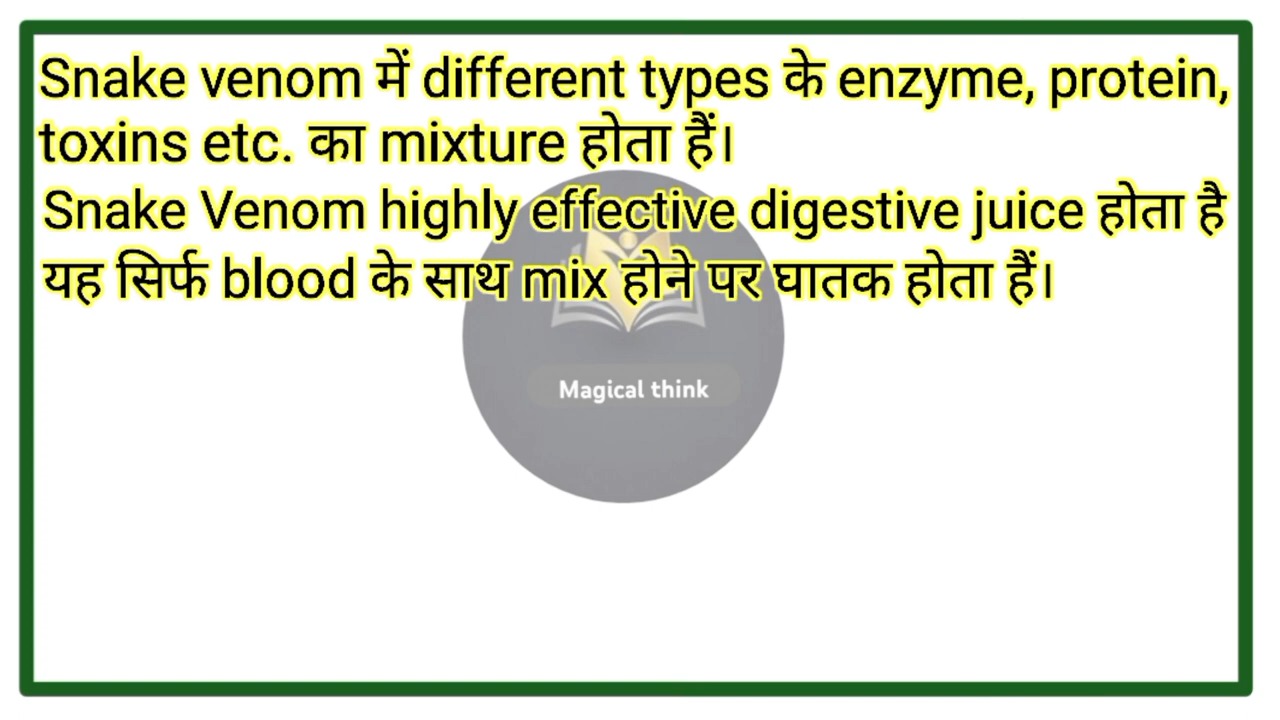 Snake venom में different types के enzyme, protein,
toxins etc. का mixture होता हैं।
Snake Venom highly effective digestive juice होता है
यह सिर्फ blood के साथ mix होने पर घातक होता हैं।
Magical think